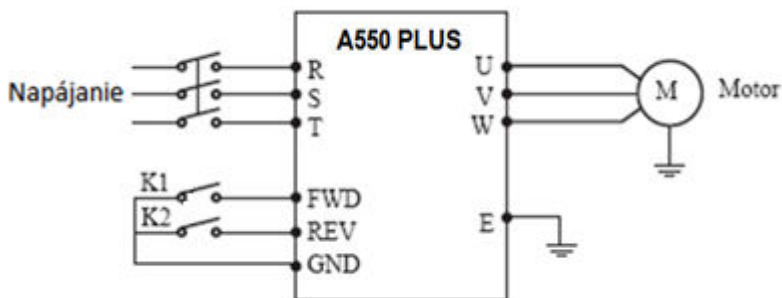 A550 PLUS
Napájanie
R
S
T
U
V
W
M
Motor
K1
FWD
K2
REV
GND
E